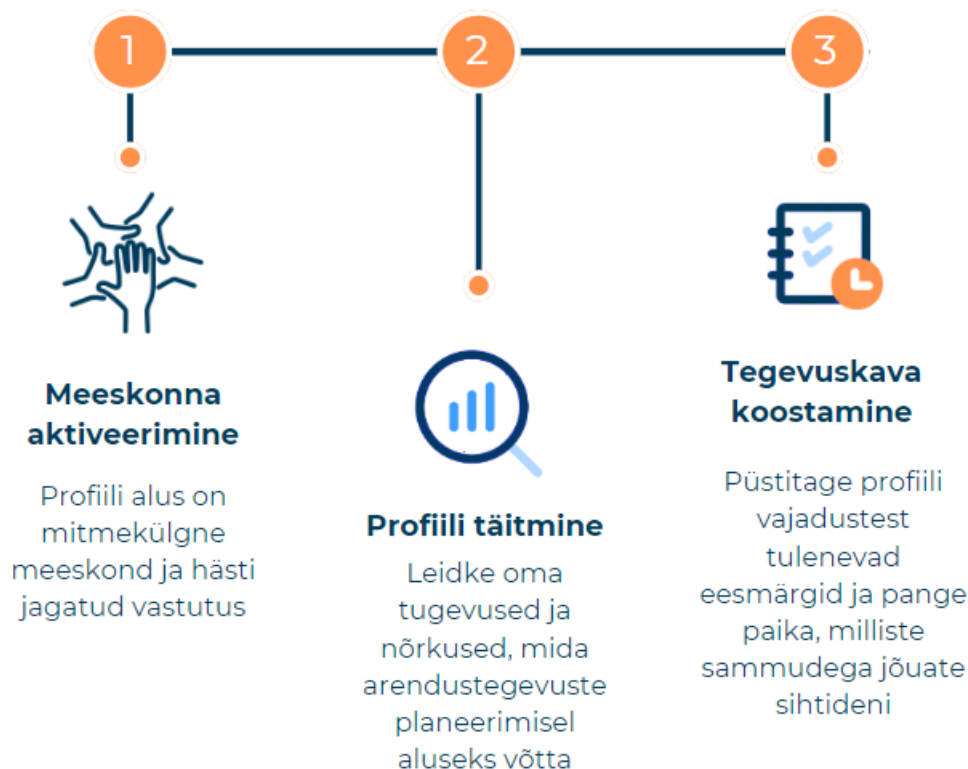 1
Meeskonna
aktiveerimine
Profiili alus on
mitmekülgne
meeskond ja hästi
jagatud vastutus
2
Profiili täitmine
Leidke oma
tugevused ja
nõrkused, mida
arendustegevuste
planeerimisel
aluseks võtta
3
Tegevuskava
koostamine
Püstitage profiili
vajadustest
tulenevad
eesmärgid ja pange
paika, milliste
sammudega jõuate
sihtideni